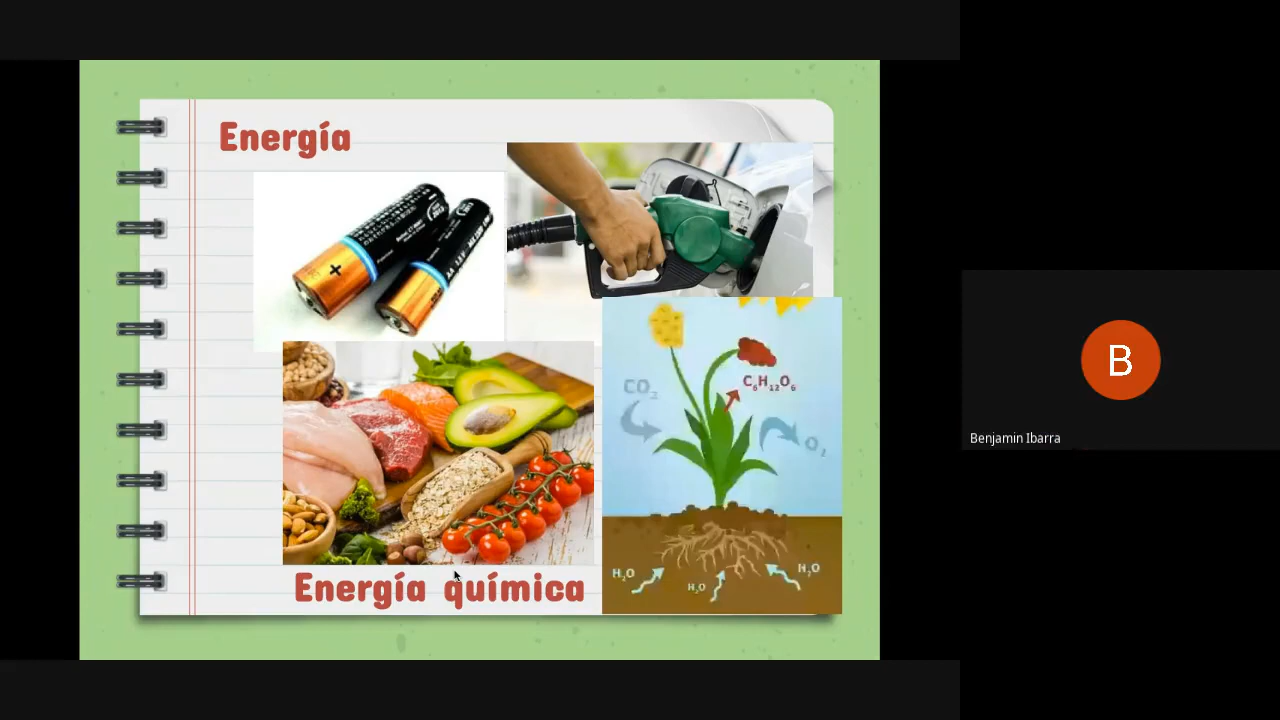 Energía
+
CO₂
C₆H₁₂O₆
O₂
H₂O
H₂O
H₂O
Energía química
B
Benjamin Ibarra